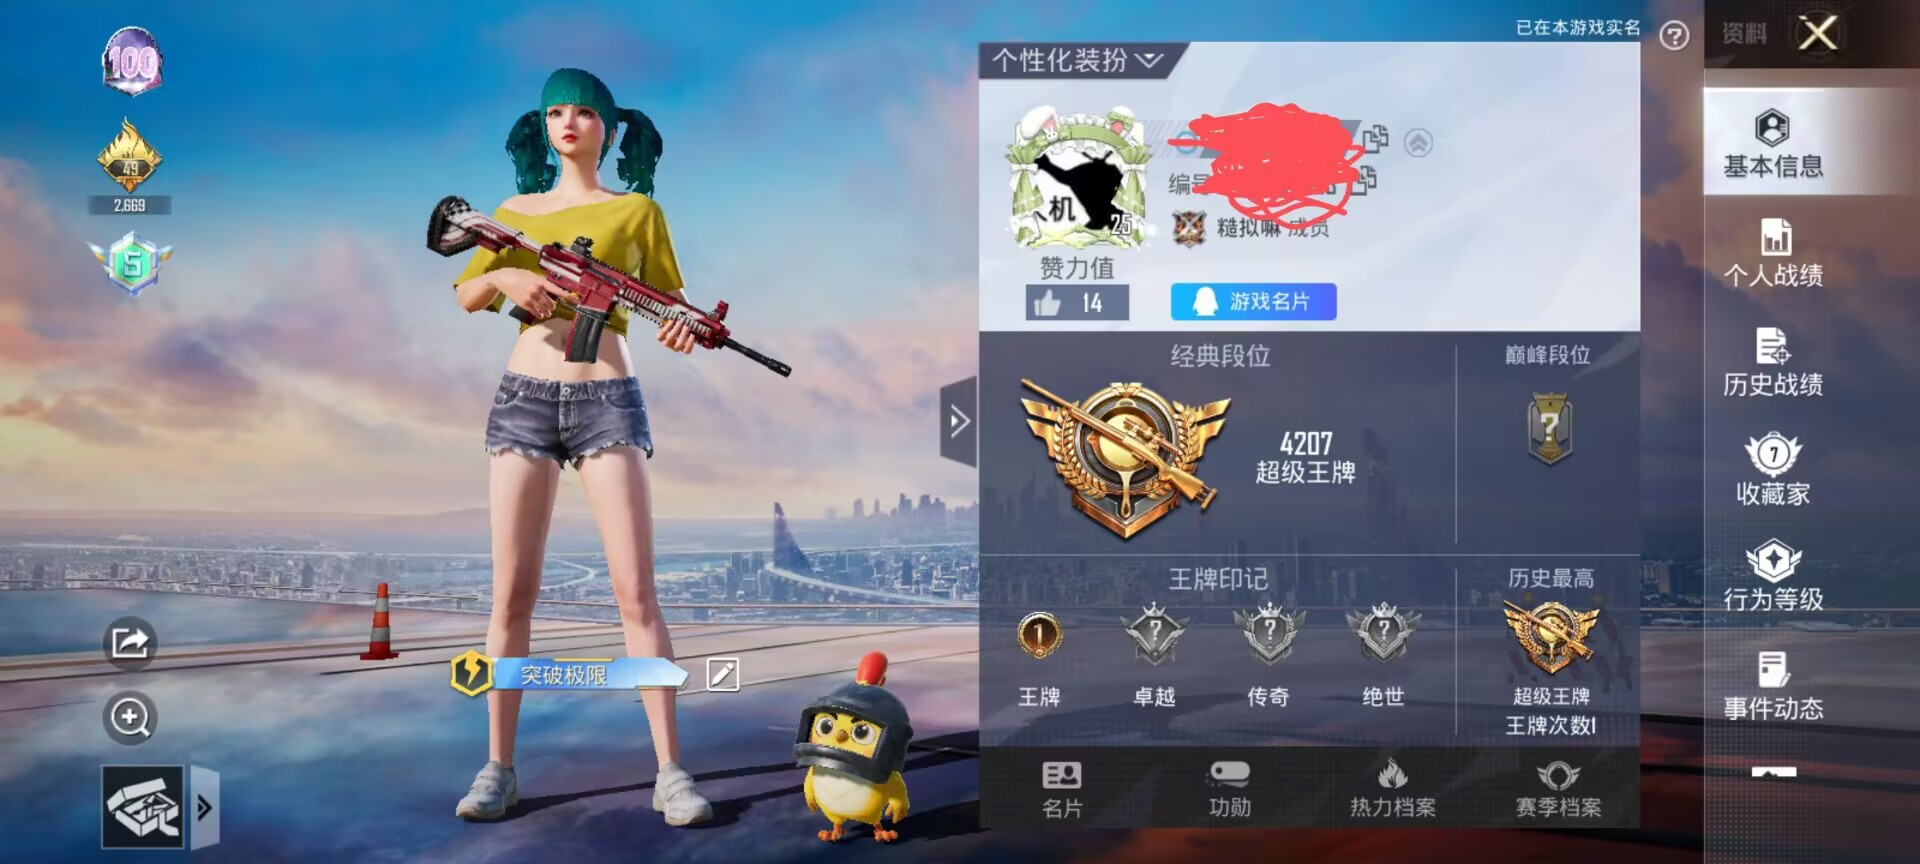 已在本游戏实名
?
资料
100
49
2,669
5
个性化装扮
机
25
编号
糙拟嘛 成员
赞力值
14
游戏名片
经典段位
巅峰段位
4207
超级王牌
?
王牌印记
历史最高
1
?
?
?
王牌
卓越
传奇
绝世
超级王牌
王牌次数1
突破极限
名片
功勋
热力档案
赛季档案
基本信息
个人战绩
历史战绩
7
收藏家
行为等级
事件动态